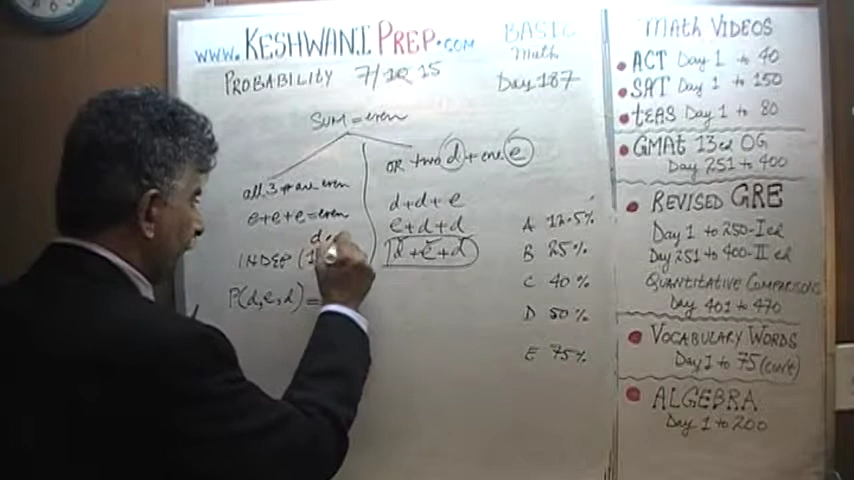 www.KESHWANI PREP.com
BASIC
Math
PROBABILITY 7/10 15
Day 187
SUM = even
all 3 # are even
e+e+e = even
INDEP
P(d,e,d) =
OR two d + one e
d+d+e
e+d+d
d+e+d
A 12.5%
B 25%
C 40%
D 50%
E 75%
MATH VIDEOS
ACT Day 1 to 40
SAT Day 1 to 150
tEAS Day 1 to 80
GMAt 13 ed OG
Day 251 to 400
REVISED GRE
Day 1 to 250-I ed
Day 251 to 400-II ed
QUANTITATIVE COMPARISONS
Day 401 to 470
VOCABULARY WORDS
Day 1 to 75 (con't)
ALGEBRA
Day 1 to 200